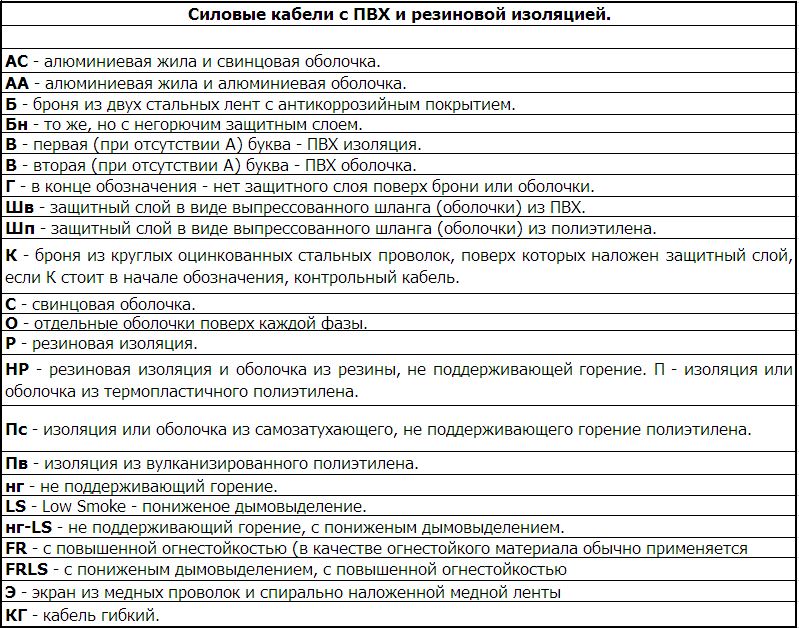 Силовые кабели с ПВХ и резиновой изоляцией.
АС - алюминиевая жила и свинцовая оболочка.
АА - алюминиевая жила и алюминиевая оболочка.
Б - броня из двух стальных лент с антикоррозийным покрытием.
Бн - то же, но с негорючим защитным слоем.
В - первая (при отсутствии А) буква - ПВХ изоляция.
В - вторая (при отсутствии А) буква - ПВХ оболочка.
Г - в конце обозначения - нет защитного слоя поверх брони или оболочки.
Шв - защитный слой в виде выпрессованного шланга (оболочки) из ПВХ.
Шп - защитный слой в виде выпрессованного шланга (оболочки) из полиэтилена.
К - броня из круглых оцинкованных стальных проволок, поверх которых наложен защитный слой,
если К стоит в начале обозначения, контрольный кабель.
С - свинцовая оболочка.
О - отдельные оболочки поверх каждой фазы.
Р - резиновая изоляция.
НР - резиновая изоляция и оболочка из резины, не поддерживающей горение. П - изоляция или
оболочка из термопластичного полиэтилена.
Пс - изоляция или оболочка из самозатухающего, не поддерживающего горение полиэтилена.
Пв - изоляция из вулканизированного полиэтилена.
нг - не поддерживающий горение.
LS - Low Smoke - пониженое дымовыделение.
нг-LS - не поддерживающий горение, с пониженым дымовыделением.
FR - с повышенной огнестойкостью (в качестве огнестойкого материала обычно применяется
FRLS - с пониженым дымовыделением, с повышенной огнестойкостью
Э - экран из медных проволок и спирально наложенной медной ленты
КГ - кабель гибкий.